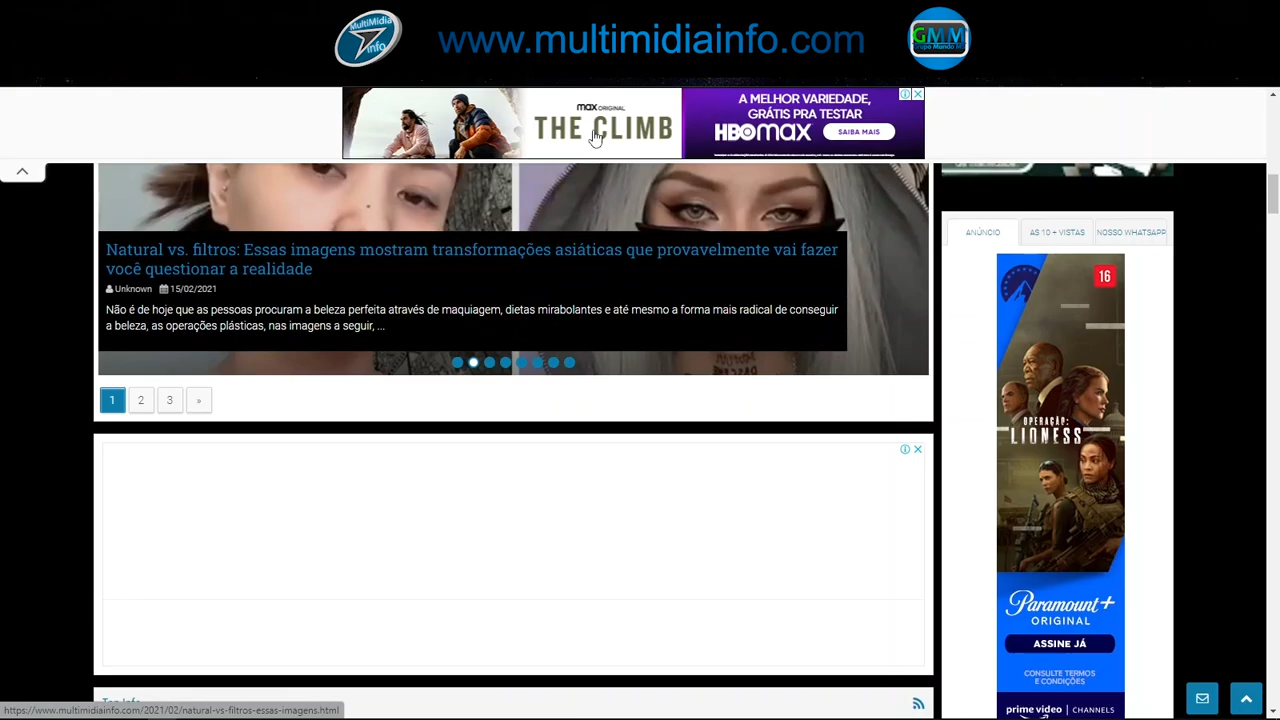 MultiMidia
Info
www.multimidiainfo.com
GMM
max ORIGINAL
THE CLIMB
A MELHOR VARIEDADE,
GRÁTIS PRA TESTAR
HBOMAX
SAIBA MAIS
Natural vs. filtros: Essas imagens mostram transformações asiáticas que provavelmente vai fazer
você questionar a realidade
Unknown 15/02/2021
Não é de hoje que as pessoas procuram a beleza perfeita através de maquiagem, dietas mirabolantes e até mesmo a forma mais radical de conseguir
a beleza, as operações plásticas, nas imagens a seguir, ...
1 2 3 »
ANÚNCIO AS 10 + VISTAS NOSSO WHATSAPP
16
OPERAÇÃO:
LIONESS
Paramount+
ORIGINAL
ASSINE JÁ
CONSULTE TERMOS
E CONDIÇÕES
prime video | CHANNELS
https://www.multimidiainfo.com/2021/02/natural-vs-filtros-essas-imagens.html